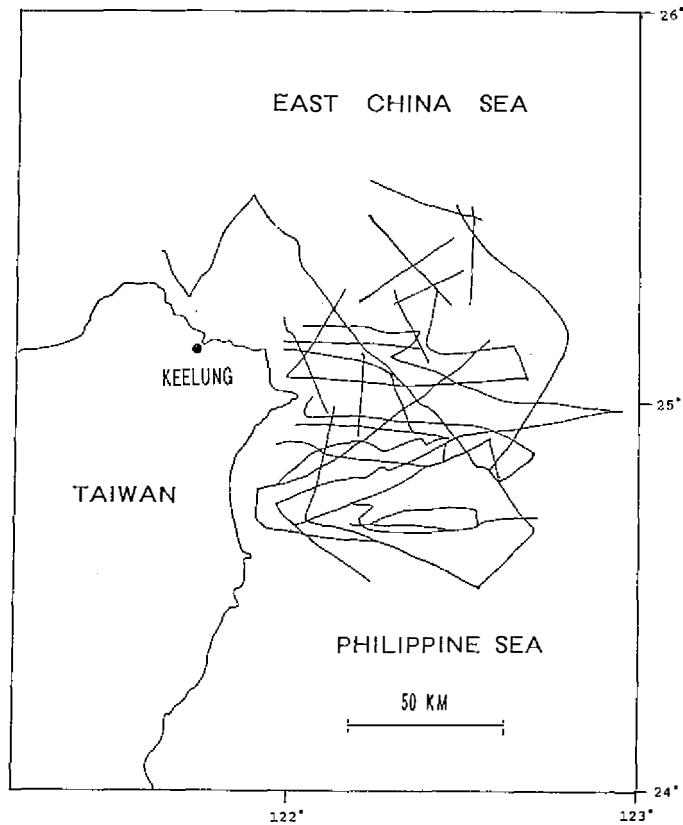 26°
EAST CHINA SEA
KEELUNG
25°
TAIWAN
PHILIPPINE SEA
50 KM
24°
122°
123°